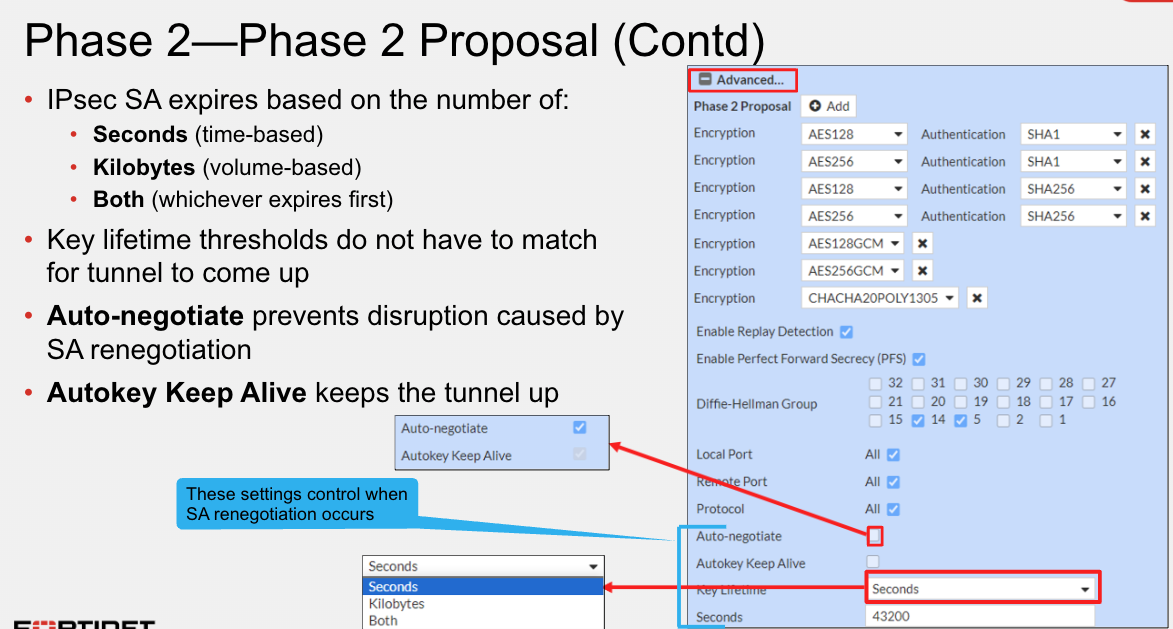 Phase 2—Phase 2 Proposal (Contd)
• IPsec SA expires based on the number of:
• Seconds (time-based)
• Kilobytes (volume-based)
• Both (whichever expires first)
• Key lifetime thresholds do not have to match
for tunnel to come up
• Auto-negotiate prevents disruption caused by
SA renegotiation
• Autokey Keep Alive keeps the tunnel up
Auto-negotiate
Autokey Keep Alive
These settings control when
SA renegotiation occurs
Seconds
Seconds
Kilobytes
Both
Advanced...
Phase 2 Proposal Add
Encryption AES128 Authentication SHA1
Encryption AES256 Authentication SHA1
Encryption AES128 Authentication SHA256
Encryption AES256 Authentication SHA256
Encryption AES128GCM
Encryption AES256GCM
Encryption CHACHA20POLY1305
Enable Replay Detection
Enable Perfect Forward Secrecy (PFS)
Diffie-Hellman Group
32 31 30 29 28 27
21 20 19 18 17 16
15 14 5 2 1
Local Port All
Remote Port All
Protocol All
Auto-negotiate
Autokey Keep Alive
Key Lifetime Seconds
Seconds 43200
FORTINET